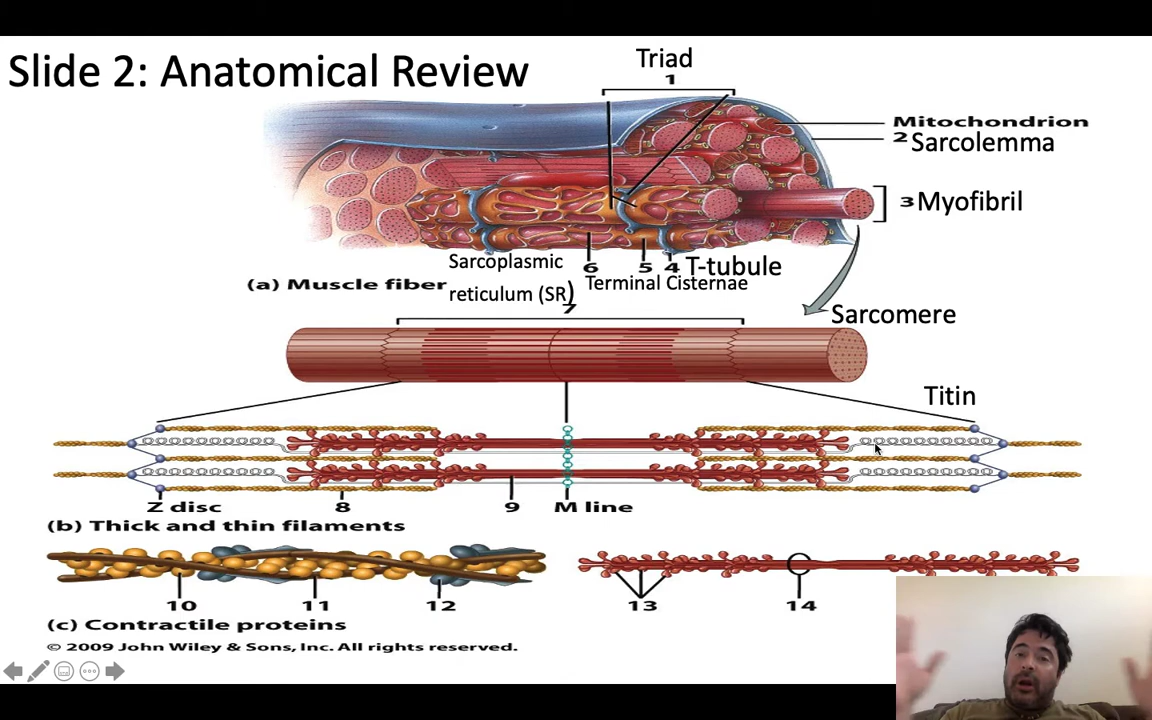 Slide 2: Anatomical Review
Triad
1
Mitochondrion
2 Sarcolemma
3 Myofibril
6 5 4 T-tubule
Sarcoplasmic
reticulum (SR)
Terminal Cisternae
(a) Muscle fiber
7
Sarcomere
Titin
Z disc 8 9 M line
(b) Thick and thin filaments
10 11 12 13 14
(c) Contractile proteins
© 2009 John Wiley & Sons, Inc. All rights reserved.